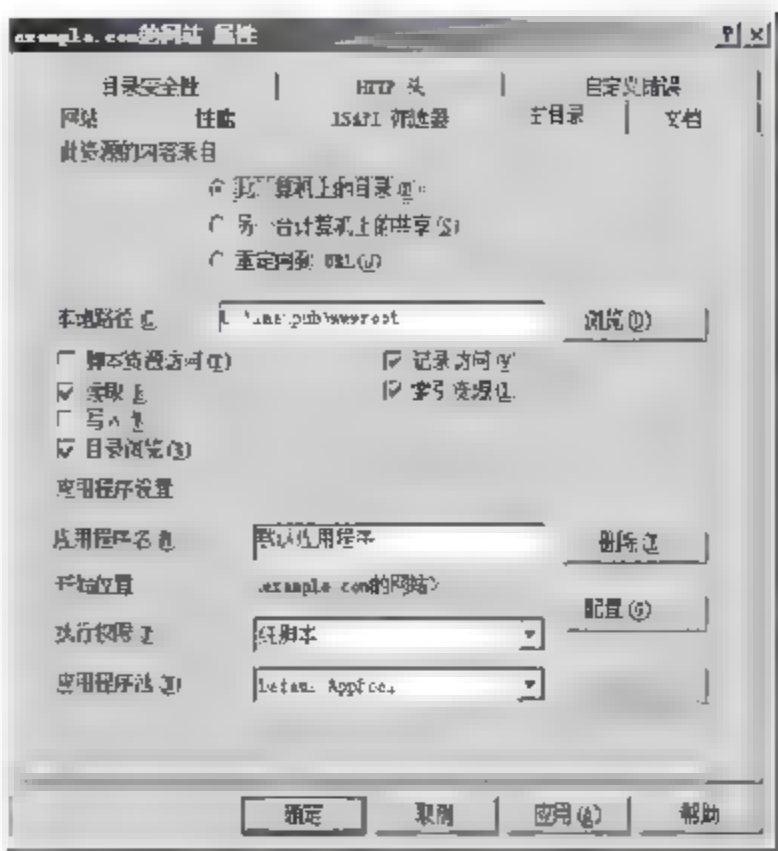 example.com的网站 属性
目录安全性 HTTP 头 自定义错误
网站 性能 ISAPI 筛选器 主目录 文档
此资源的内容来自
此计算机上的目录(D)
另一台计算机上的共享(S)
重定向到 URL(U)
本地路径(C) \inetpub\wwwroot 浏览(O)
脚本资源访问(T) 记录访问(V)
读取(R) 索引资源(I)
写入(W)
目录浏览(B)
应用程序设置
应用程序名(M) 默认应用程序 删除(E)
开始位置 example.com的网站>
配置(G)
执行权限(P) 纯脚本
应用程序池(N) Default AppPool
确定 取消 应用(A) 帮助